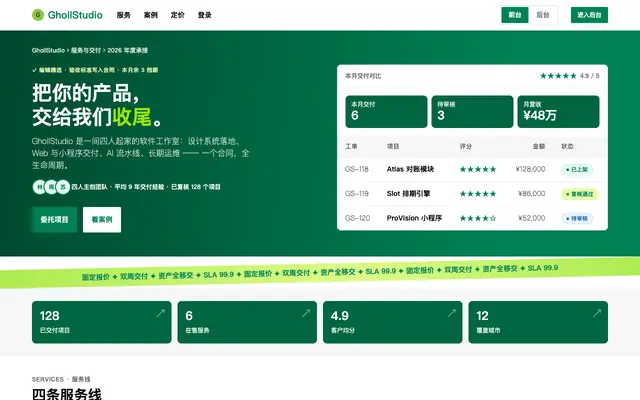 G GhollStudio 服务 案例 定价 登录 前台 后台 进入后台
GhollStudio › 服务与交付 › 2026 年度承接
✓ 编辑精选 · 验收标准写入合同 · 本月余 3 档期
把你的产品，
交给我们收尾。
GhollStudio 是一间四人起家的软件工作室：设计系统落地、
Web 与小程序交付、AI 流水线、长期运维 —— 一个合同，全
生命周期。
林 周 苏 四人主创团队 · 平均 9 年交付经验 · 已重核 128 个项目
委托项目 看案例
本月交付对比 ★★★★★ 4.9 / 5
本月交付 待审核 月营收
6 3 ¥48万
工单 项目 评分 金额 状态
GS-118 Atlas 对账模块 ★★★★★ ¥128,000 已上架
GS-119 Slot 排期引擎 ★★★★★ ¥86,000 复核通过
GS-120 ProVision 小程序 ★★★★☆ ¥52,000 待审核
固定报价 ✦ 双周交付 ✦ 资产全移交 ✦ SLA 99.9 ✦ 固定报价 ✦ 双周交付 ✦ 资产全移交 ✦ SLA 99.9 ✦ 固定报价 ✦ 双周交付 ✦ 资产全移交 ✦ SLA 99.9
128 6 4.9 12
已交付项目 在售服务 客户均分 覆盖城市
SERVICES · 服务线
四条服务线